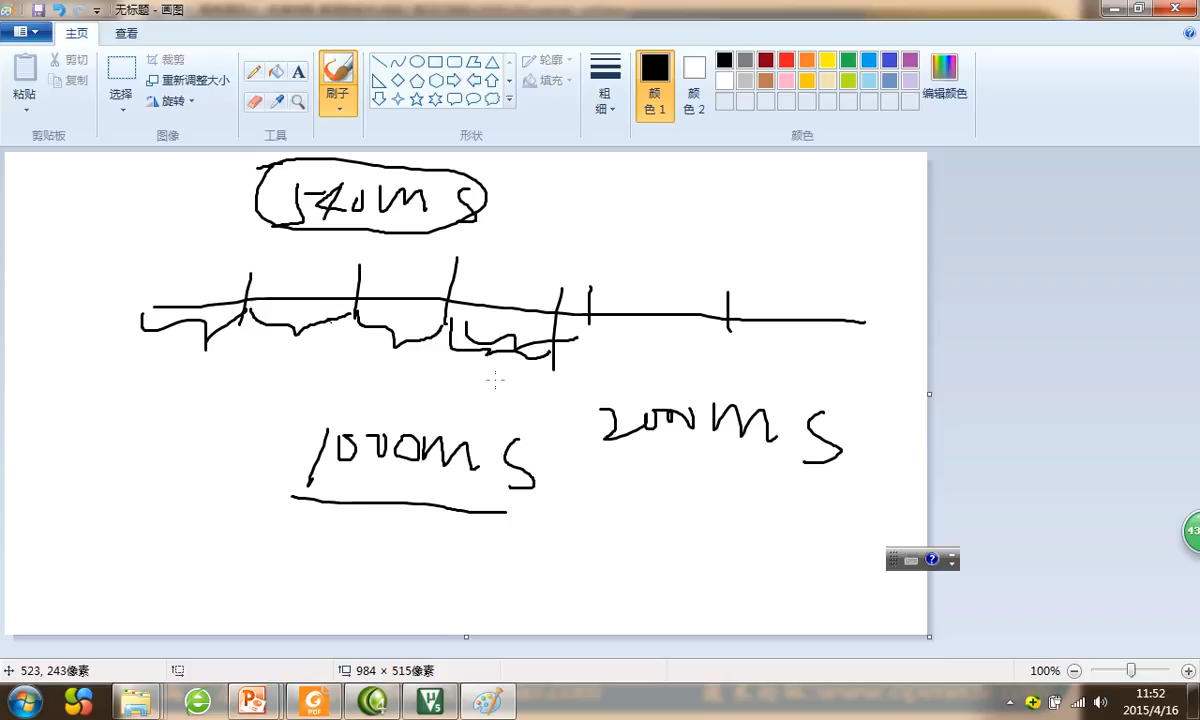 无标题 - 画图
主页
查看
粘贴
剪切
复制
剪贴板
选择
裁剪
重新调整大小
旋转
图像
A
工具
刷子
轮廓
填充
形状
粗细
颜色 1
颜色 2
编辑颜色
颜色
540ms
1000ms
2000ms
43
523, 243像素
984 × 515像素
100%
11:52
2015/4/16